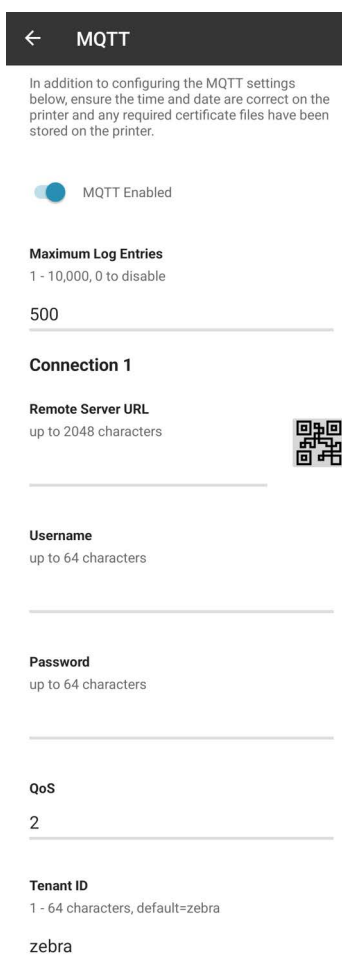 MQTT
In addition to configuring the MQTT settings
below, ensure the time and date are correct on the
printer and any required certificate files have been
stored on the printer.
MQTT Enabled
Maximum Log Entries
1 - 10,000, 0 to disable
500
Connection 1
Remote Server URL
up to 2048 characters
Username
up to 64 characters
Password
up to 64 characters
QoS
2
Tenant ID
1 - 64 characters, default=zebra
zebra